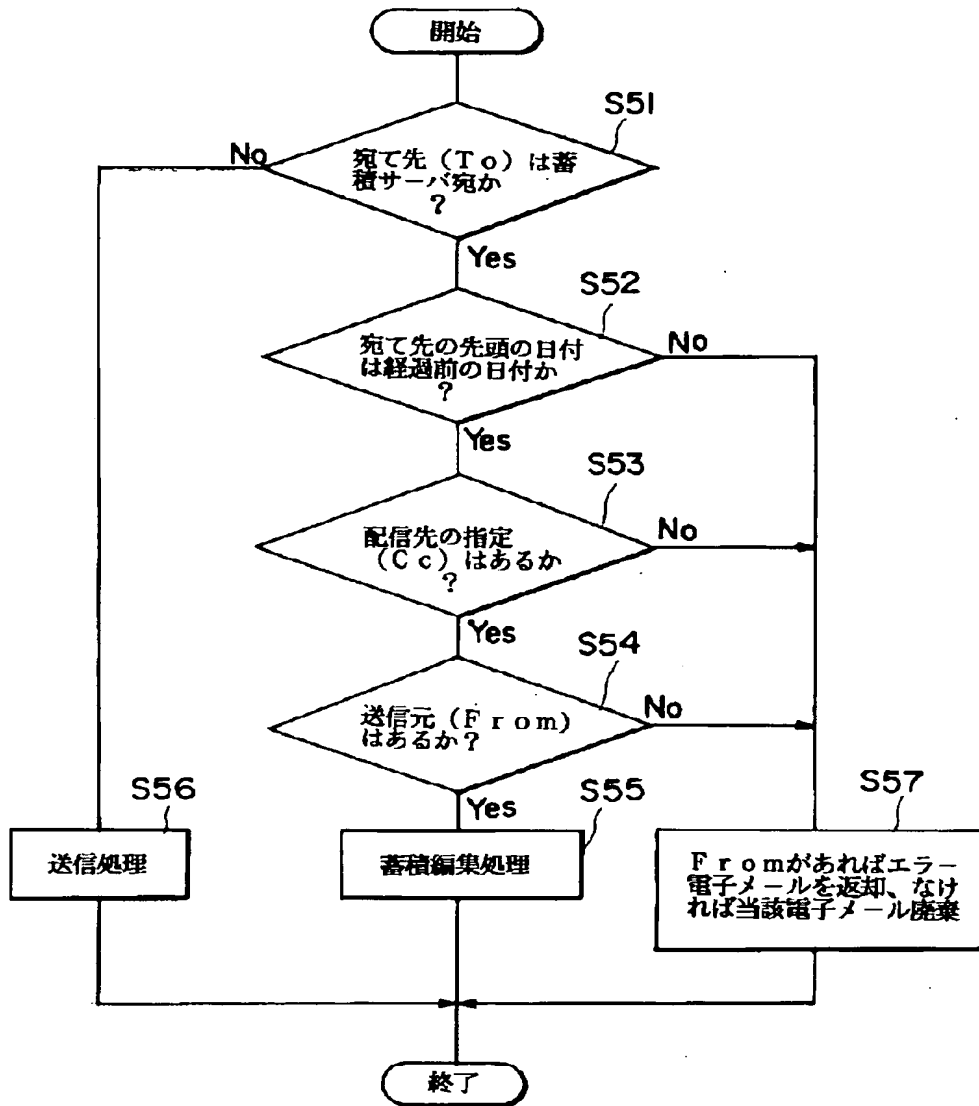 開始
S51
No
宛て先（To）は蓄
積サーバ宛か
？
Yes
S52
No
宛て先の先頭の日付
は経過前の日付か
？
Yes
S53
No
配信先の指定
（Cc）はあるか
？
Yes
S54
No
送信元（From）
はあるか？
Yes
S56
送信処理
S55
蓄積編集処理
S57
Fromがあればエラー
電子メールを返却、なけ
れば当該電子メール廃棄
終了